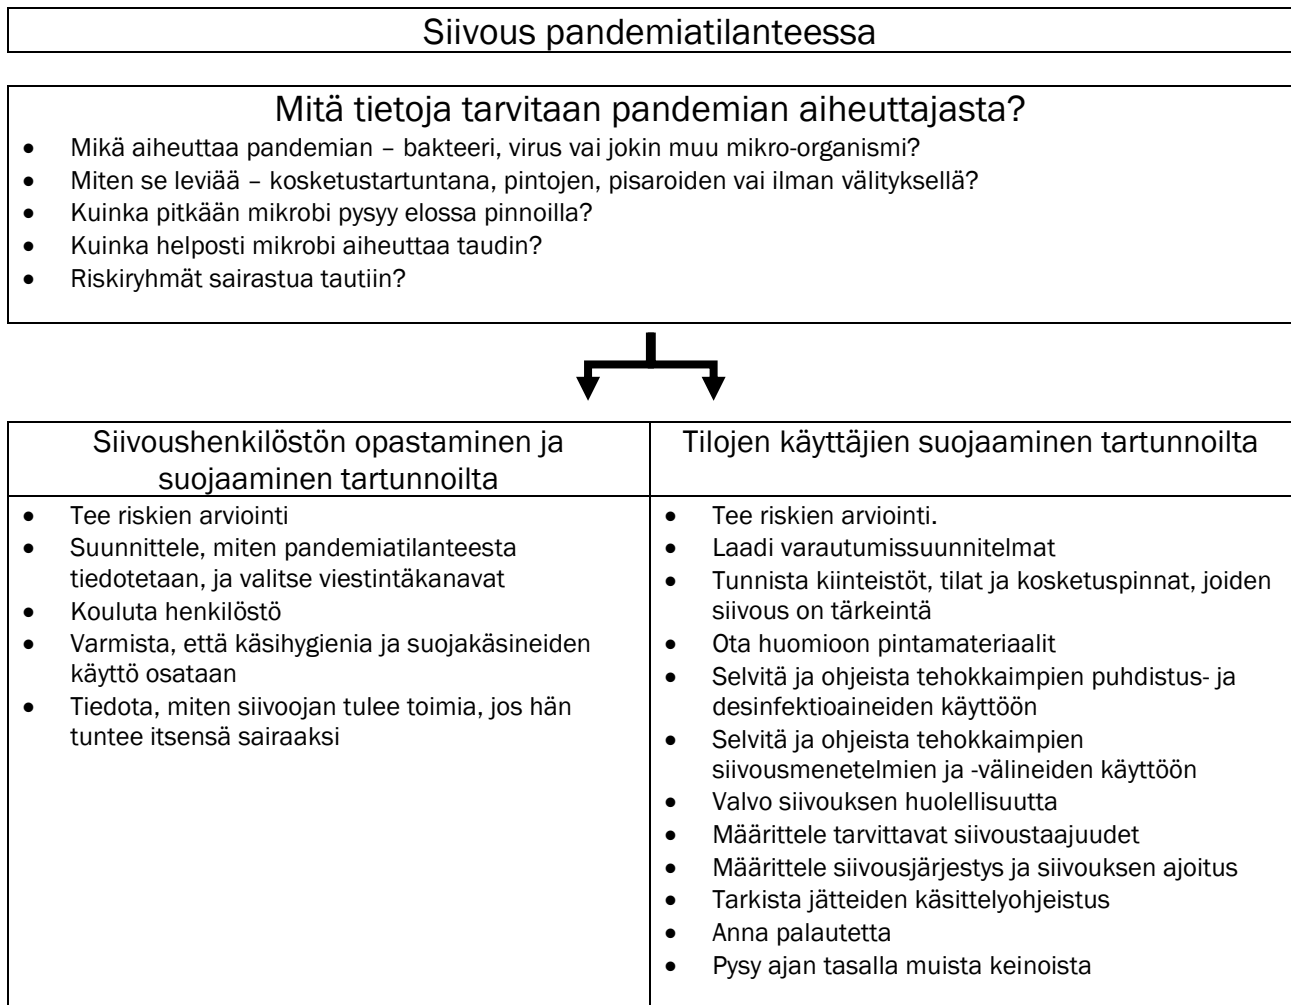 Siivous pandemiatilanteessa
Mitä tietoja tarvitaan pandemian aiheuttajasta?
• Mikä aiheuttaa pandemian – bakteeri, virus vai jokin muu mikro-organismi?
• Miten se leviää – kosketustartuntana, pintojen, pisaroiden vai ilman välityksellä?
• Kuinka pitkään mikrobi pysyy elossa pinnoilla?
• Kuinka helposti mikrobi aiheuttaa taudin?
• Riskiryhmät sairastua tautiin?
Siivoushenkilöstön opastaminen ja
suojaaminen tartunnoilta
• Tee riskien arviointi
• Suunnittele, miten pandemiatilanteesta
tiedotetaan, ja valitse viestintäkanavat
• Kouluta henkilöstö
• Varmista, että käsihygienia ja suojakäsineiden
käyttö osataan
• Tiedota, miten siivoojan tulee toimia, jos hän
tuntee itsensä sairaaksi
Tilojen käyttäjien suojaaminen tartunnoilta
• Tee riskien arviointi.
• Laadi varautumissuunnitelmat
• Tunnista kiinteistöt, tilat ja kosketuspinnat, joiden
siivous on tärkeintä
• Ota huomioon pintamateriaalit
• Selvitä ja ohjeista tehokkaimpien puhdistus- ja
desinfektioaineiden käyttöön
• Selvitä ja ohjeista tehokkaimpien
siivousmenetelmien ja -välineiden käyttöön
• Valvo siivouksen huolellisuutta
• Määrittele tarvittavat siivoustaajuudet
• Määrittele siivousjärjestys ja siivouksen ajoitus
• Tarkista jätteiden käsittelyohjeistus
• Anna palautetta
• Pysy ajan tasalla muista keinoista